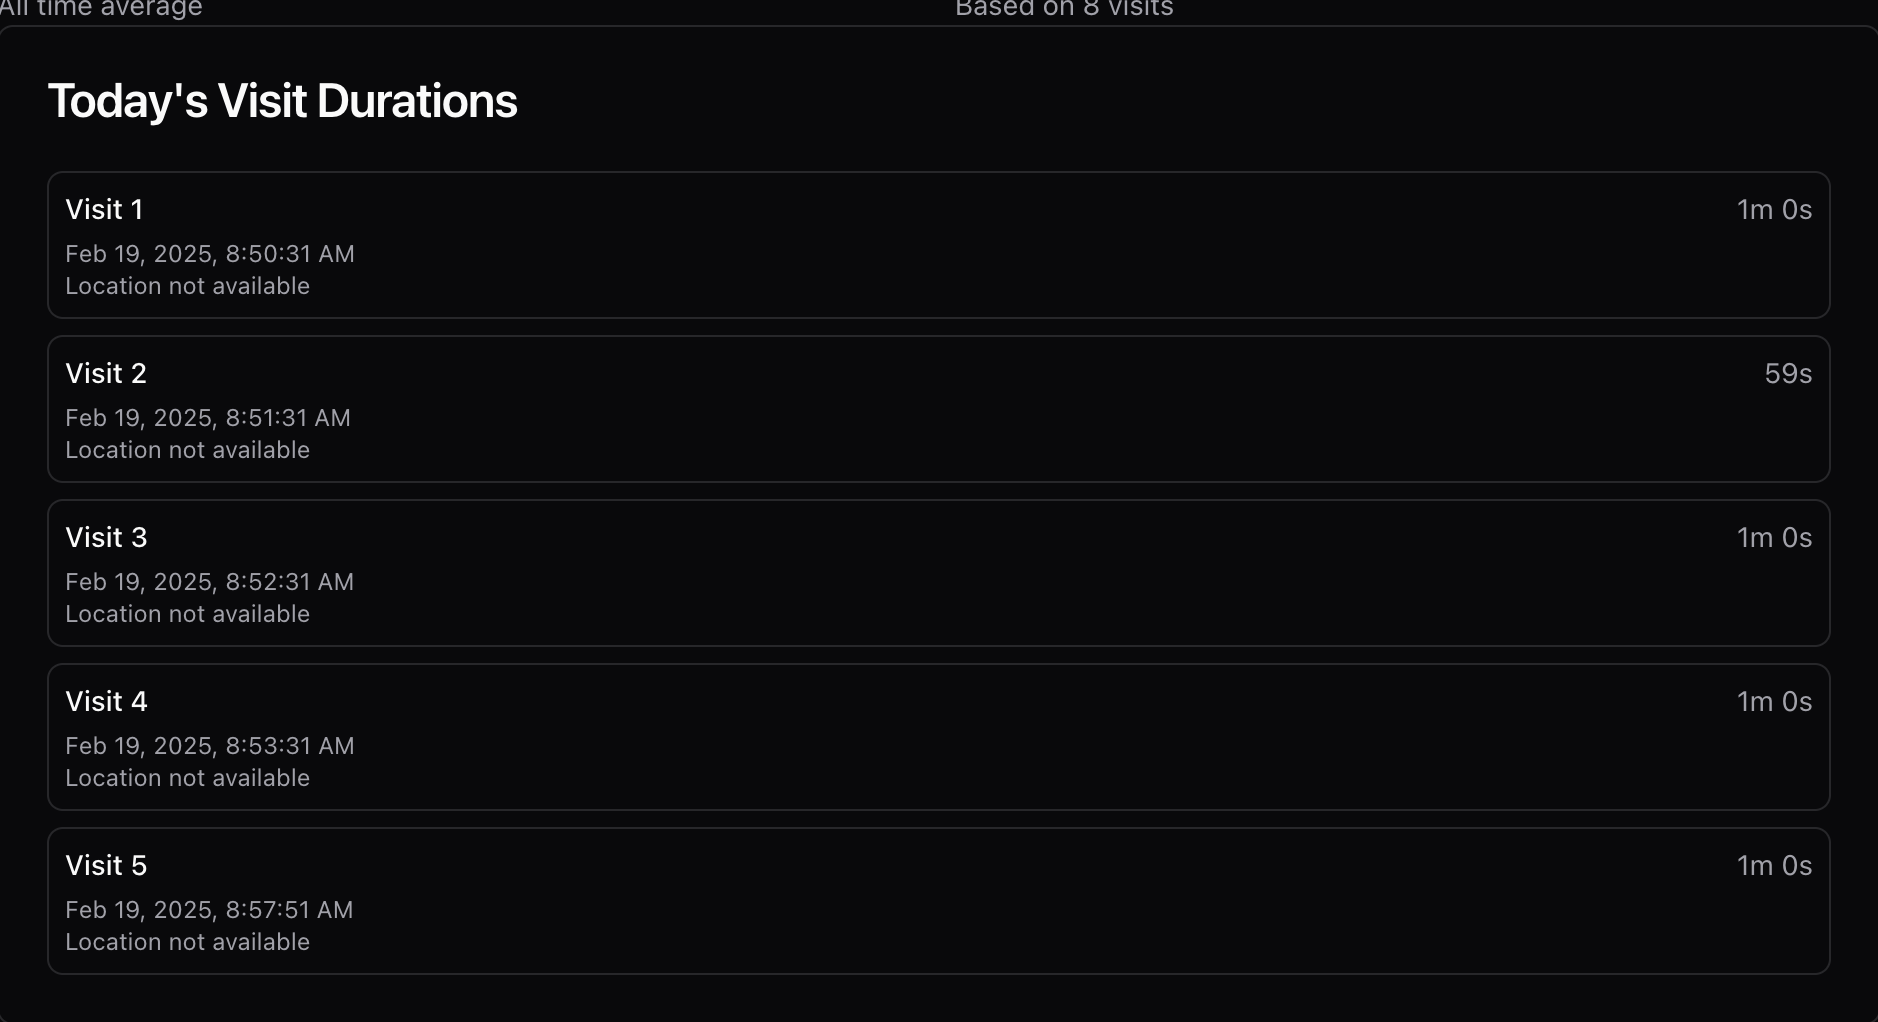 All time average
Based on 8 visits
Today's Visit Durations
Visit 1
1m 0s
Feb 19, 2025, 8:50:31 AM
Location not available
Visit 2
59s
Feb 19, 2025, 8:51:31 AM
Location not available
Visit 3
1m 0s
Feb 19, 2025, 8:52:31 AM
Location not available
Visit 4
1m 0s
Feb 19, 2025, 8:53:31 AM
Location not available
Visit 5
1m 0s
Feb 19, 2025, 8:57:51 AM
Location not available